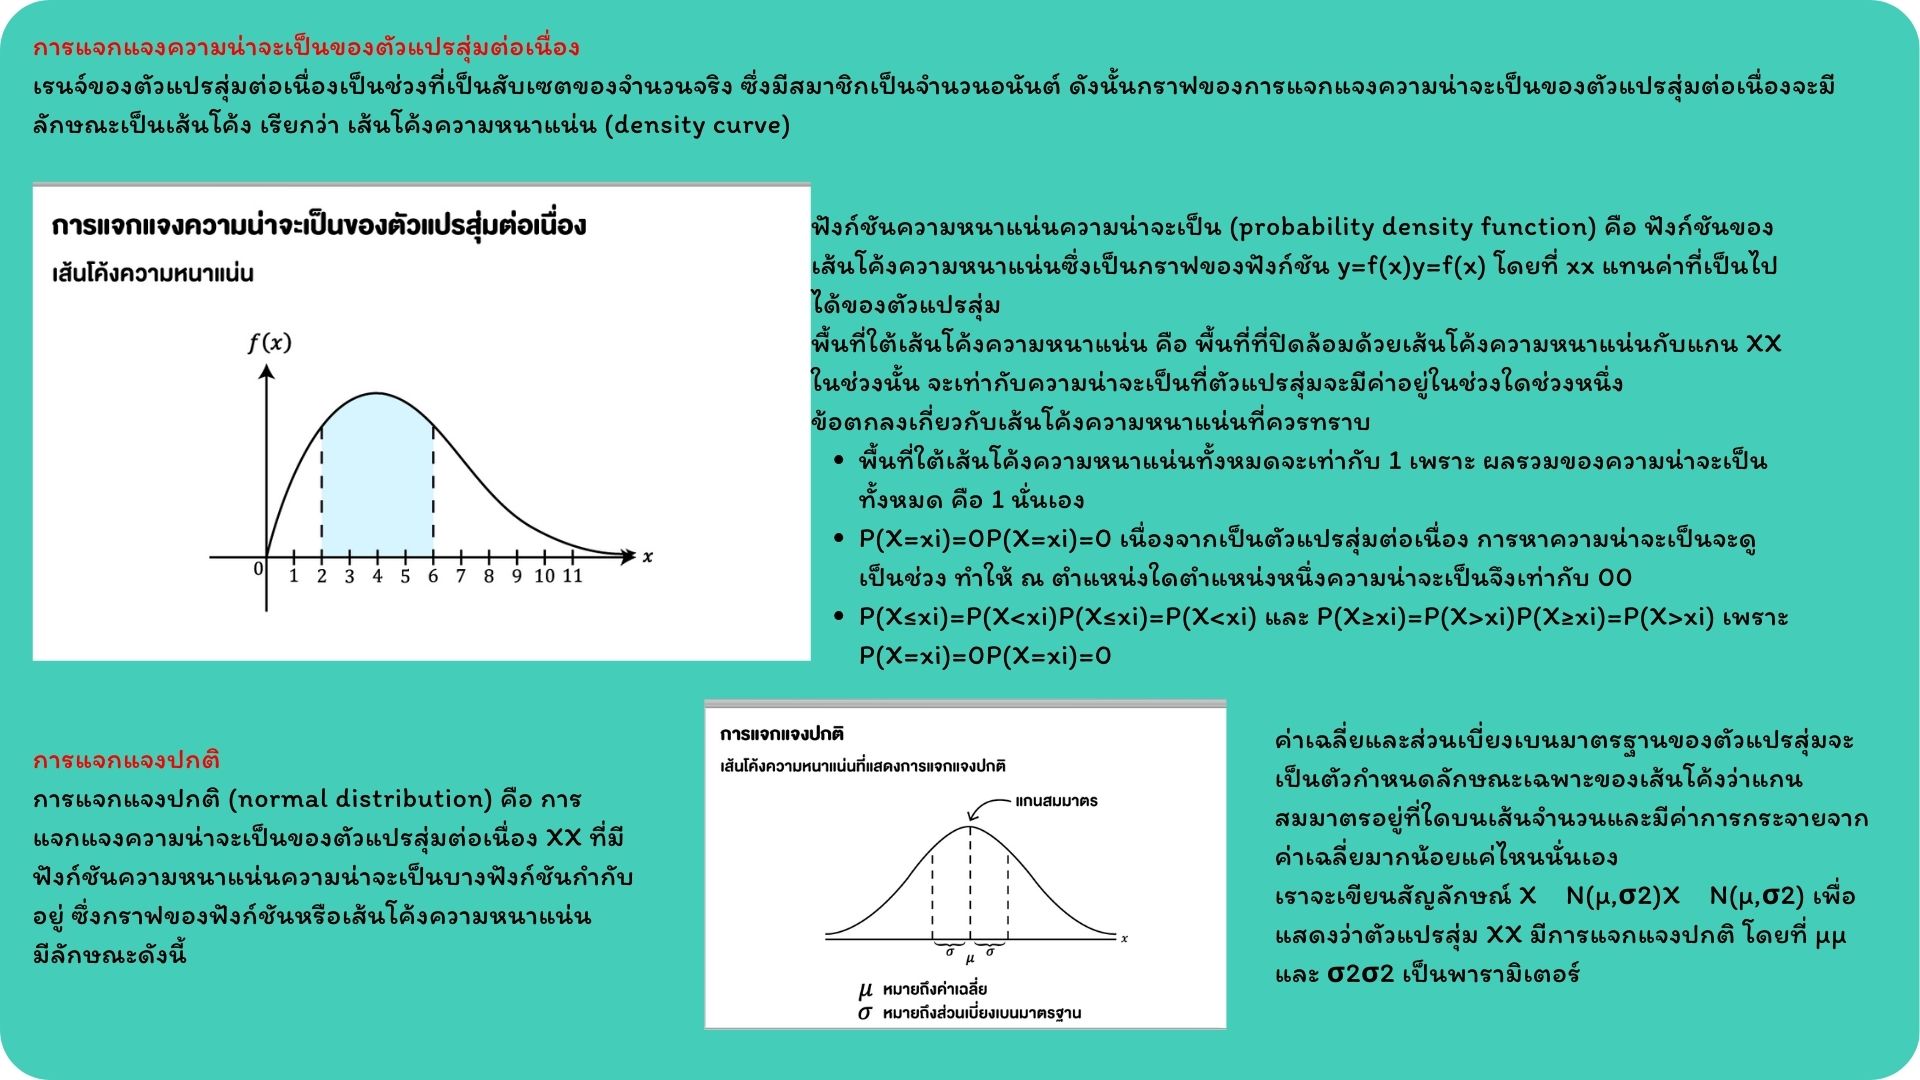 การแจกแจงความน่าจะเป็นของตัวแปรสุ่มต่อเนื่อง
เรนจ์ของตัวแปรสุ่มต่อเนื่องเป็นช่วงที่เป็นสับเซตของจำนวนจริง ซึ่งมีสมาชิกเป็นจำนวนอนันต์ ดังนั้นกราฟของการแจกแจงความน่าจะเป็นของตัวแปรสุ่มต่อเนื่องจะมี
ลักษณะเป็นเส้นโค้ง เรียกว่า เส้นโค้งความหนาแน่น (density curve)
การแจกแจงความน่าจะเป็นของตัวแปรสุ่มต่อเนื่อง
เส้นโค้งความหนาแน่น
f(x)
x
0 1 2 3 4 5 6 7 8 9 10 11
ฟังก์ชันความหนาแน่นความน่าจะเป็น (probability density function) คือ ฟังก์ชันของ
เส้นโค้งความหนาแน่นซึ่งเป็นกราฟของฟังก์ชัน y=f(x)y=f(x) โดยที่ xx แทนค่าที่เป็นไป
ได้ของตัวแปรสุ่ม
พื้นที่ใต้เส้นโค้งความหนาแน่น คือ พื้นที่ที่ปิดล้อมด้วยเส้นโค้งความหนาแน่นกับแกน XX
ในช่วงนั้น จะเท่ากับความน่าจะเป็นที่ตัวแปรสุ่มจะมีค่าอยู่ในช่วงใดช่วงหนึ่ง
ข้อตกลงเกี่ยวกับเส้นโค้งความหนาแน่นที่ควรทราบ
• พื้นที่ใต้เส้นโค้งความหนาแน่นทั้งหมดจะเท่ากับ 1 เพราะ ผลรวมของความน่าจะเป็น
ทั้งหมด คือ 1 นั่นเอง
• P(X=xi)=0P(X=xi)=0 เนื่องจากเป็นตัวแปรสุ่มต่อเนื่อง การหาความน่าจะเป็นจะดู
เป็นช่วง ทำให้ ณ ตำแหน่งใดตำแหน่งหนึ่งความน่าจะเป็นจึงเท่ากับ 00
• P(X≤xi)=P(X<xi)P(X≤xi)=P(X<xi) และ P(X≥xi)=P(X>xi)P(X≥xi)=P(X>xi) เพราะ
P(X=xi)=0P(X=xi)=0
การแจกแจงปกติ
การแจกแจงปกติ (normal distribution) คือ การ
แจกแจงความน่าจะเป็นของตัวแปรสุ่มต่อเนื่อง XX ที่มี
ฟังก์ชันความหนาแน่นความน่าจะเป็นบางฟังก์ชันกำกับ
อยู่ ซึ่งกราฟของฟังก์ชันหรือเส้นโค้งความหนาแน่น
มีลักษณะดังนี้
การแจกแจงปกติ
เส้นโค้งความหนาแน่นที่แสดงการแจกแจงปกติ
แกนสมมาตร
x
σ μ σ
μ หมายถึงค่าเฉลี่ย
σ หมายถึงส่วนเบี่ยงเบนมาตรฐาน
ค่าเฉลี่ยและส่วนเบี่ยงเบนมาตรฐานของตัวแปรสุ่มจะ
เป็นตัวกำหนดลักษณะเฉพาะของเส้นโค้งว่าแกน
สมมาตรอยู่ที่ใดบนเส้นจำนวนและมีค่าการกระจายจาก
ค่าเฉลี่ยมากน้อยแค่ไหนนั่นเอง
เราจะเขียนสัญลักษณ์ X N(μ,σ2)X N(μ,σ2) เพื่อ
แสดงว่าตัวแปรสุ่ม XX มีการแจกแจงปกติ โดยที่ μμ
และ σ2σ2 เป็นพารามิเตอร์